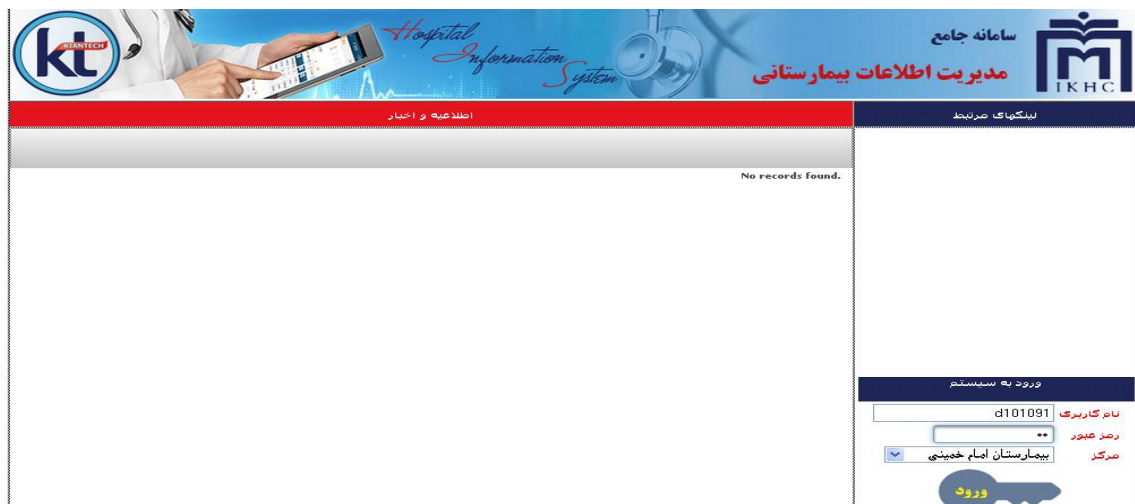 سامانه جامع
مدیریت اطلاعات بیمارستانی
IKHC
Hospital
Information
System
KIANTECH
kt
لینکهای مرتبط
اطلاعیه و اخبار
No records found.
ورود به سیستم
نام کاربری d101091
رمز عبور ••
مرکز بیمارستان امام خمینی
ورود